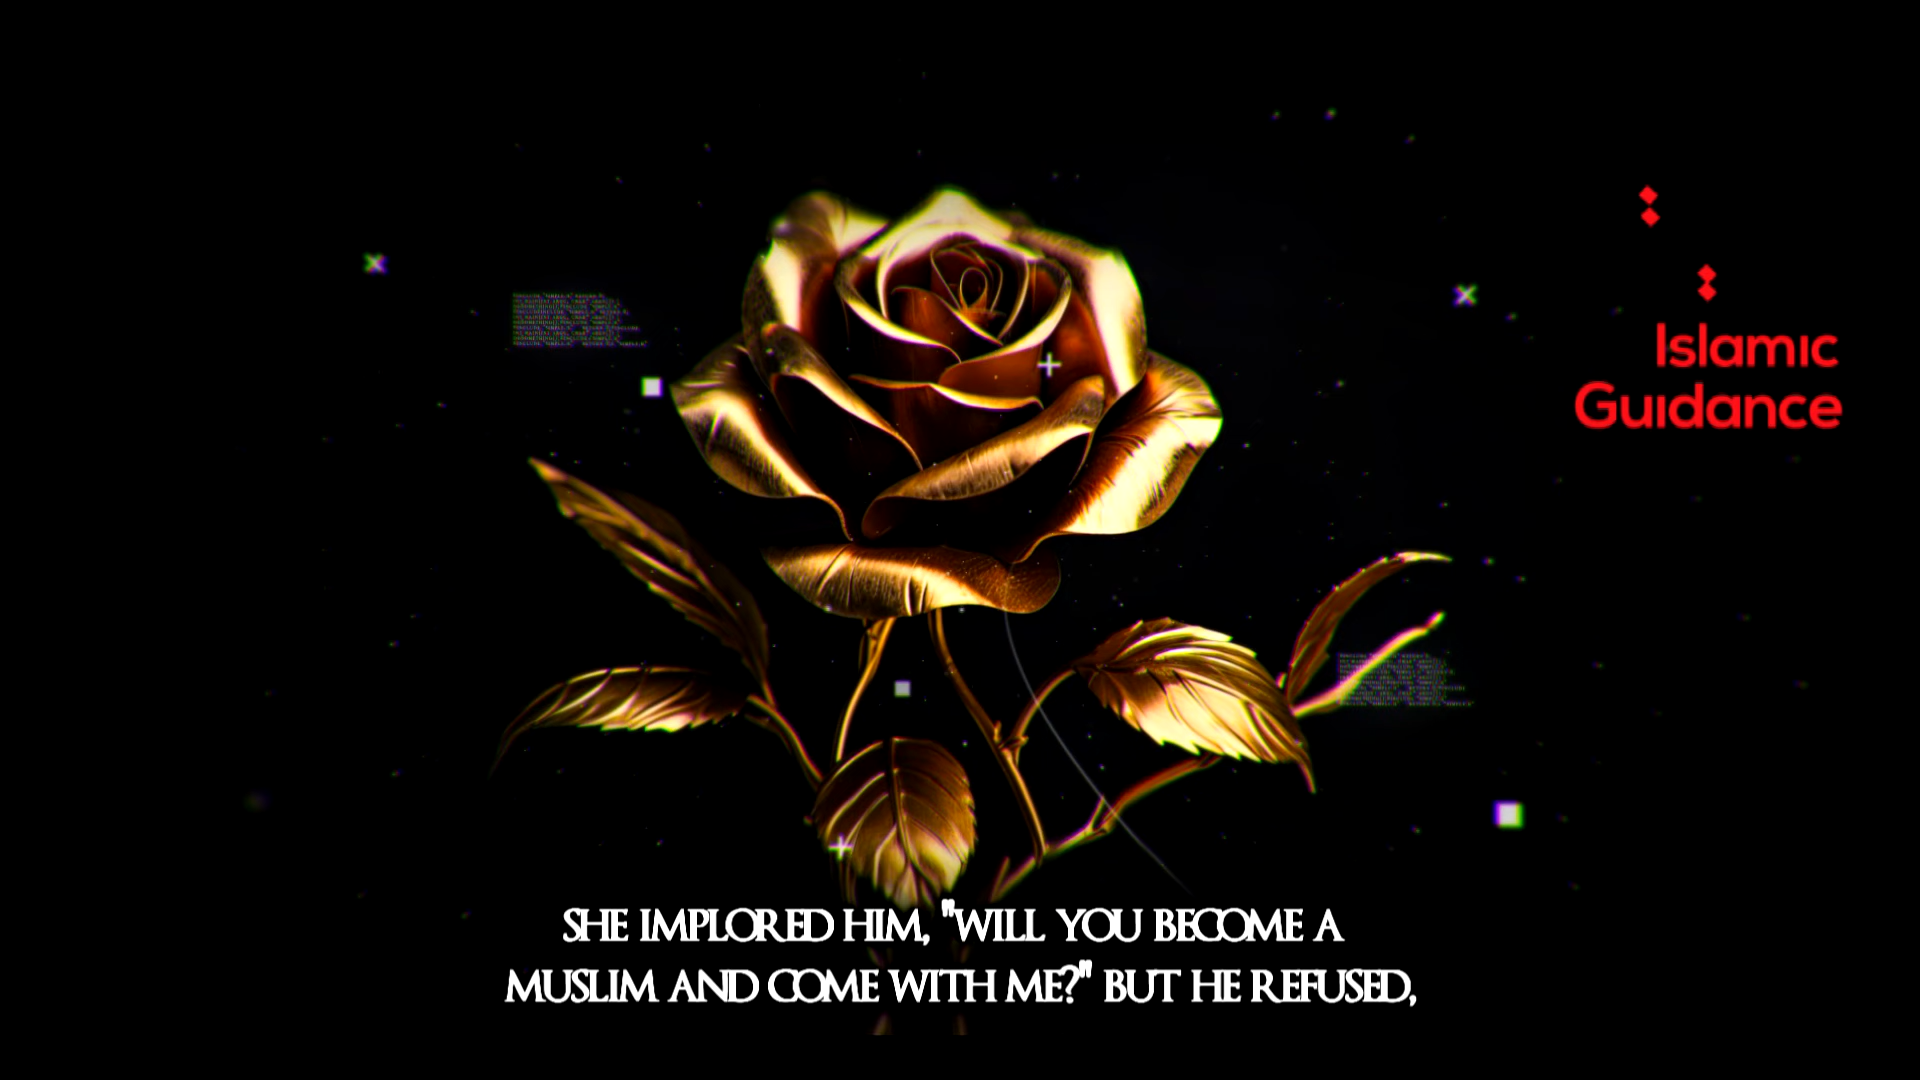 Islamic
Guidance
SHE IMPLORED HIM, "WILL YOU BECOME A
MUSLIM AND COME WITH ME?" BUT HE REFUSED,